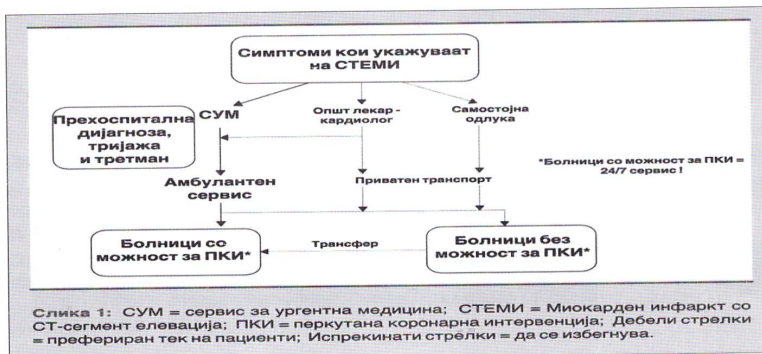 Симптоми кои укажуваат
на СТЕМИ
Прехоспитална
дијагноза,
тријажа
и третман
СУМ
Општ лекар -
кардиолог
Самостојна
одлука
*Болници со можност за ПКИ =
24/7 сервис !
Амбулантен
сервис
Приватен транспорт
Болници со
можност за ПКИ*
Трансфер
Болници без
можност за ПКИ*
Слика 1: СУМ = сервис за ургентна медицина; СТЕМИ = Миокарден инфаркт со
СТ-сегмент елевација; ПКИ = перкутана коронарна интервенција; Дебели стрелки
= префериран тек на пациенти; Испрекинати стрелки = да се избегнува.